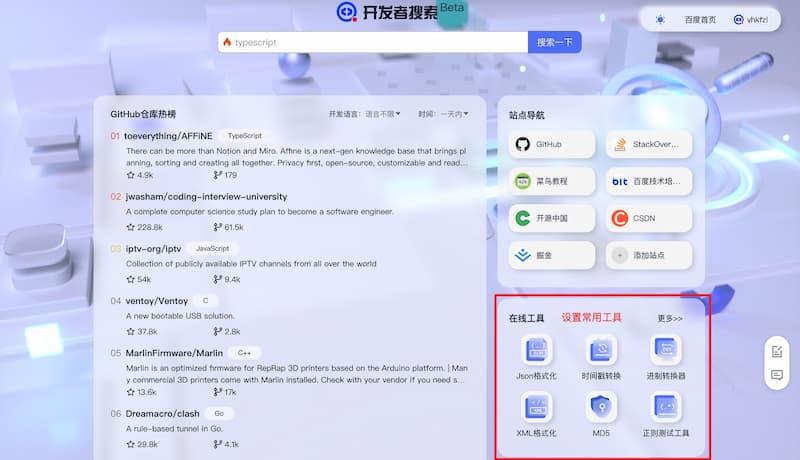 开发者搜索 Beta
百度首页 vhkfzl
typescript 搜索一下
GitHub仓库热榜 开发语言: 语言不限 时间: 一天内
01 toeverything/AFFiNE TypeScript
There can be more than Notion and Miro. Affine is a next-gen knowledge base that brings pl
anning, sorting and creating all together. Privacy first, open-source, customizable and read...
4.9k 179
02 jwasham/coding-interview-university
A complete computer science study plan to become a software engineer.
228.8k 61.5k
03 iptv-org/iptv JavaScript
Collection of publicly available IPTV channels from all over the world
54k 9.4k
04 ventoy/Ventoy C
A new bootable USB solution.
37.8k 2.8k
05 MarlinFirmware/Marlin C++
Marlin is an optimized firmware for RepRap 3D printers based on the Arduino platform. | Man
y commercial 3D printers come with Marlin installed. Check with your vendor if you need s...
13.6k 17k
06 Dreamacro/clash Go
A rule-based tunnel in Go.
29.8k 4.1k
站点导航
GitHub StackOver...
菜鸟教程 bit 百度技术培...
开源中国 CSDN
掘金 添加站点
在线工具 设置常用工具 更多>>
Json格式化 时间戳转换 进制转换器
XML格式化 MD5 正则测试工具